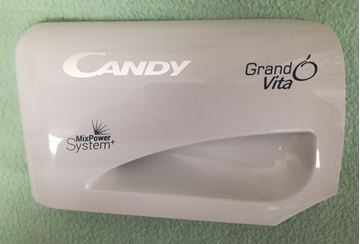 CANDY
Grand Ó
Vita
MixPower
System+